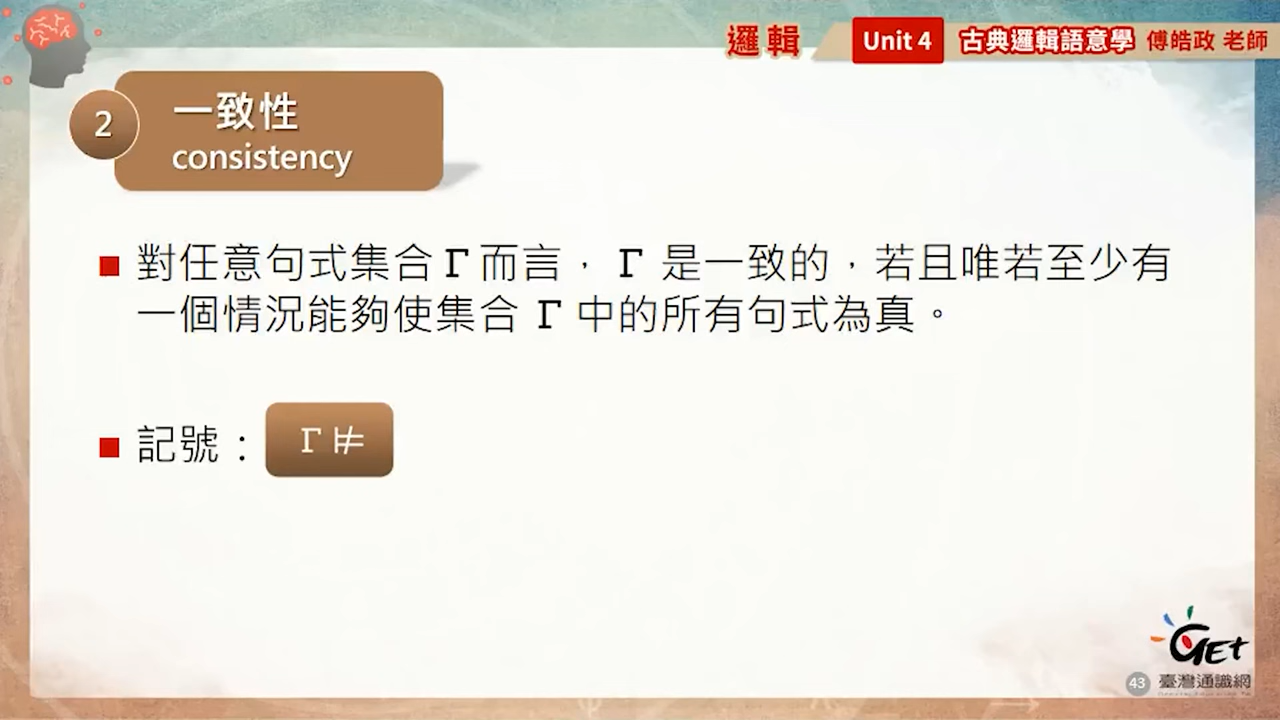 邏輯 Unit 4 古典邏輯語意學 傅皓政 老師
2 一致性
consistency
對任意句式集合 Γ 而言，Γ 是一致的，若且唯若至少有
一個情況能夠使集合 Γ 中的所有句式為真。
記號： Γ ⊭
GET
43 臺灣通識網